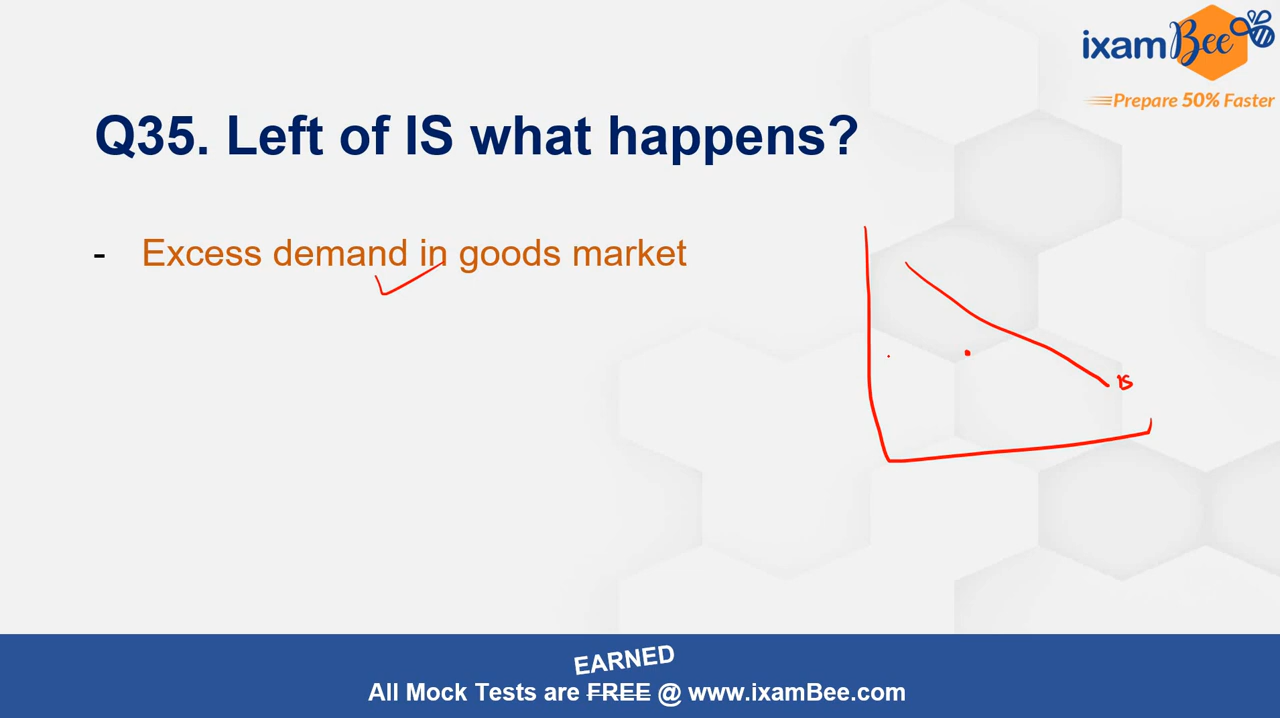 ixamBee
Prepare 50% Faster
Q35. Left of IS what happens?
- Excess demand in goods market
IS
EARNED
All Mock Tests are FREE @ www.ixamBee.com